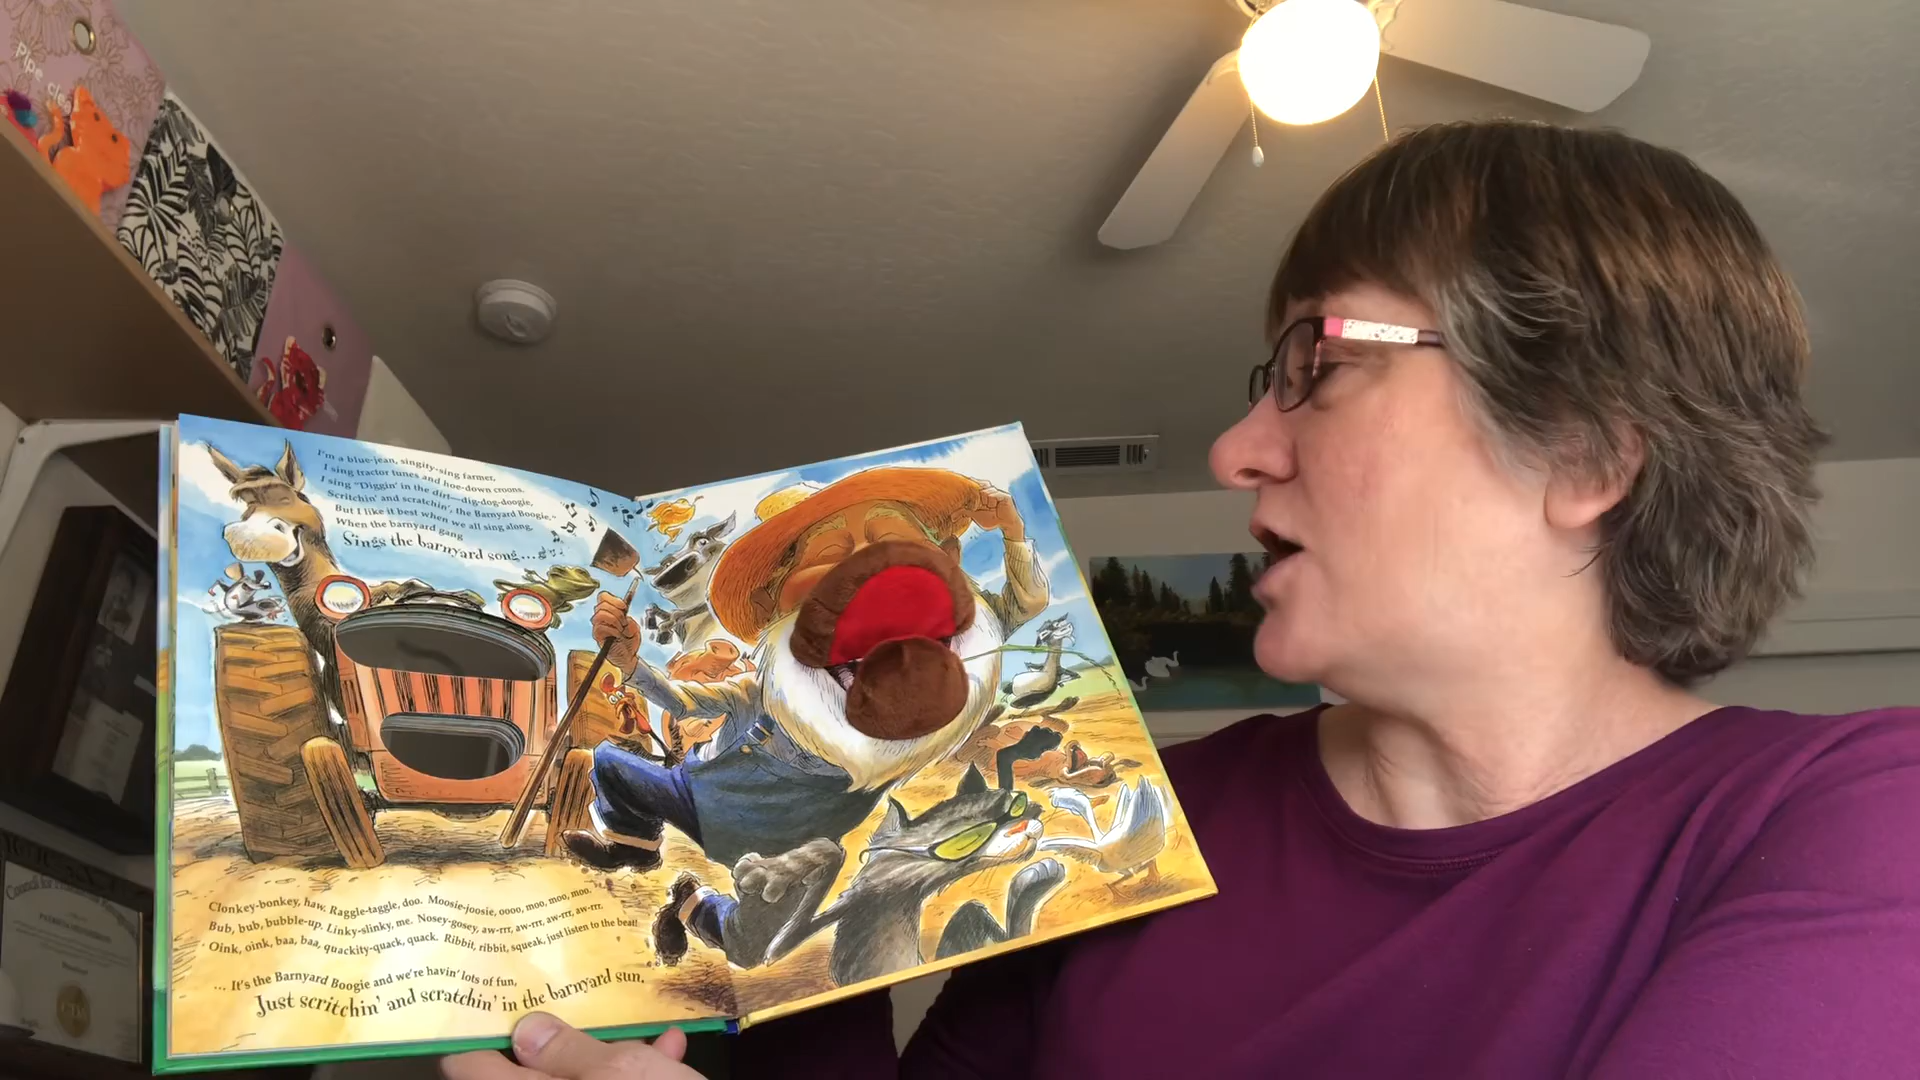 Pipe
I'm a blue-jean, singity-sing farmer,
I sing tractor tunes and hoe-down croons.
I sing "Diggin' in the dirt—dig-dog-doogie,
Scritchin' and scratchin', the Barnyard Boogie."
But I like it best when we all sing along,
When the barnyard gang
Sings the barnyard song...
Clonkey-bonkey, haw. Raggle-taggle, doo. Moosie-joosie, oooo, moo, moo, moo.
Bub, bub, bubble-up. Linky-slinky, me. Nosey-gosey, aw-rrr, aw-rrr, aw-rrr.
Oink, oink, baa, baa, quackity-quack, quack. Ribbit, ribbit, squeak, just listen to the beat!
... It's the Barnyard Boogie and we're havin' lots of fun,
Just scritchin' and scratchin' in the barnyard sun.
Council for